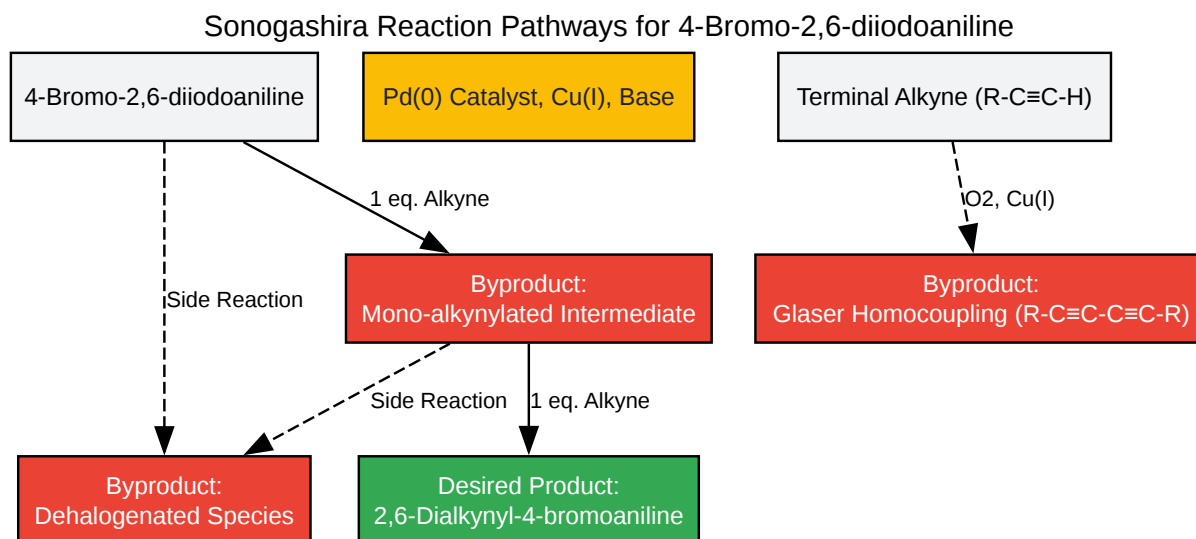 Sonogashira Reaction Pathways for 4-Bromo-2,6-diiodoaniline
4-Bromo-2,6-diiodoaniline
Pd(0) Catalyst, Cu(I), Base
Terminal Alkyne (R-C≡C-H)
1 eq. Alkyne
O2, Cu(I)
Side Reaction
Byproduct:
Mono-alkynylated Intermediate
Byproduct:
Glaser Homocoupling (R-C≡C-C≡C-R)
Side Reaction
1 eq. Alkyne
Byproduct:
Dehalogenated Species
Desired Product:
2,6-Dialkynyl-4-bromoaniline